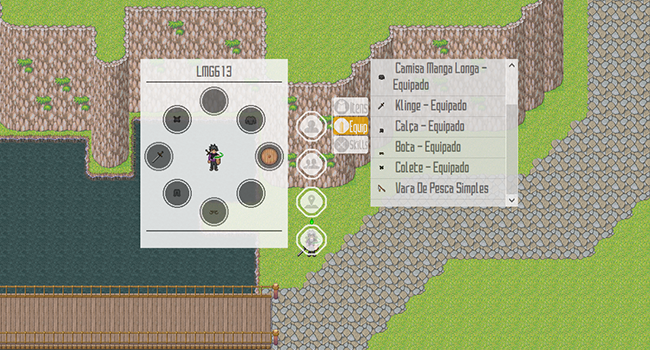 LMG613
Itens
Equip
Skills
Camisa Manga Longa –
Equipado
Klinge – Equipado
Calça – Equipado
Bota – Equipado
Colete – Equipado
Vara De Pesca Simples